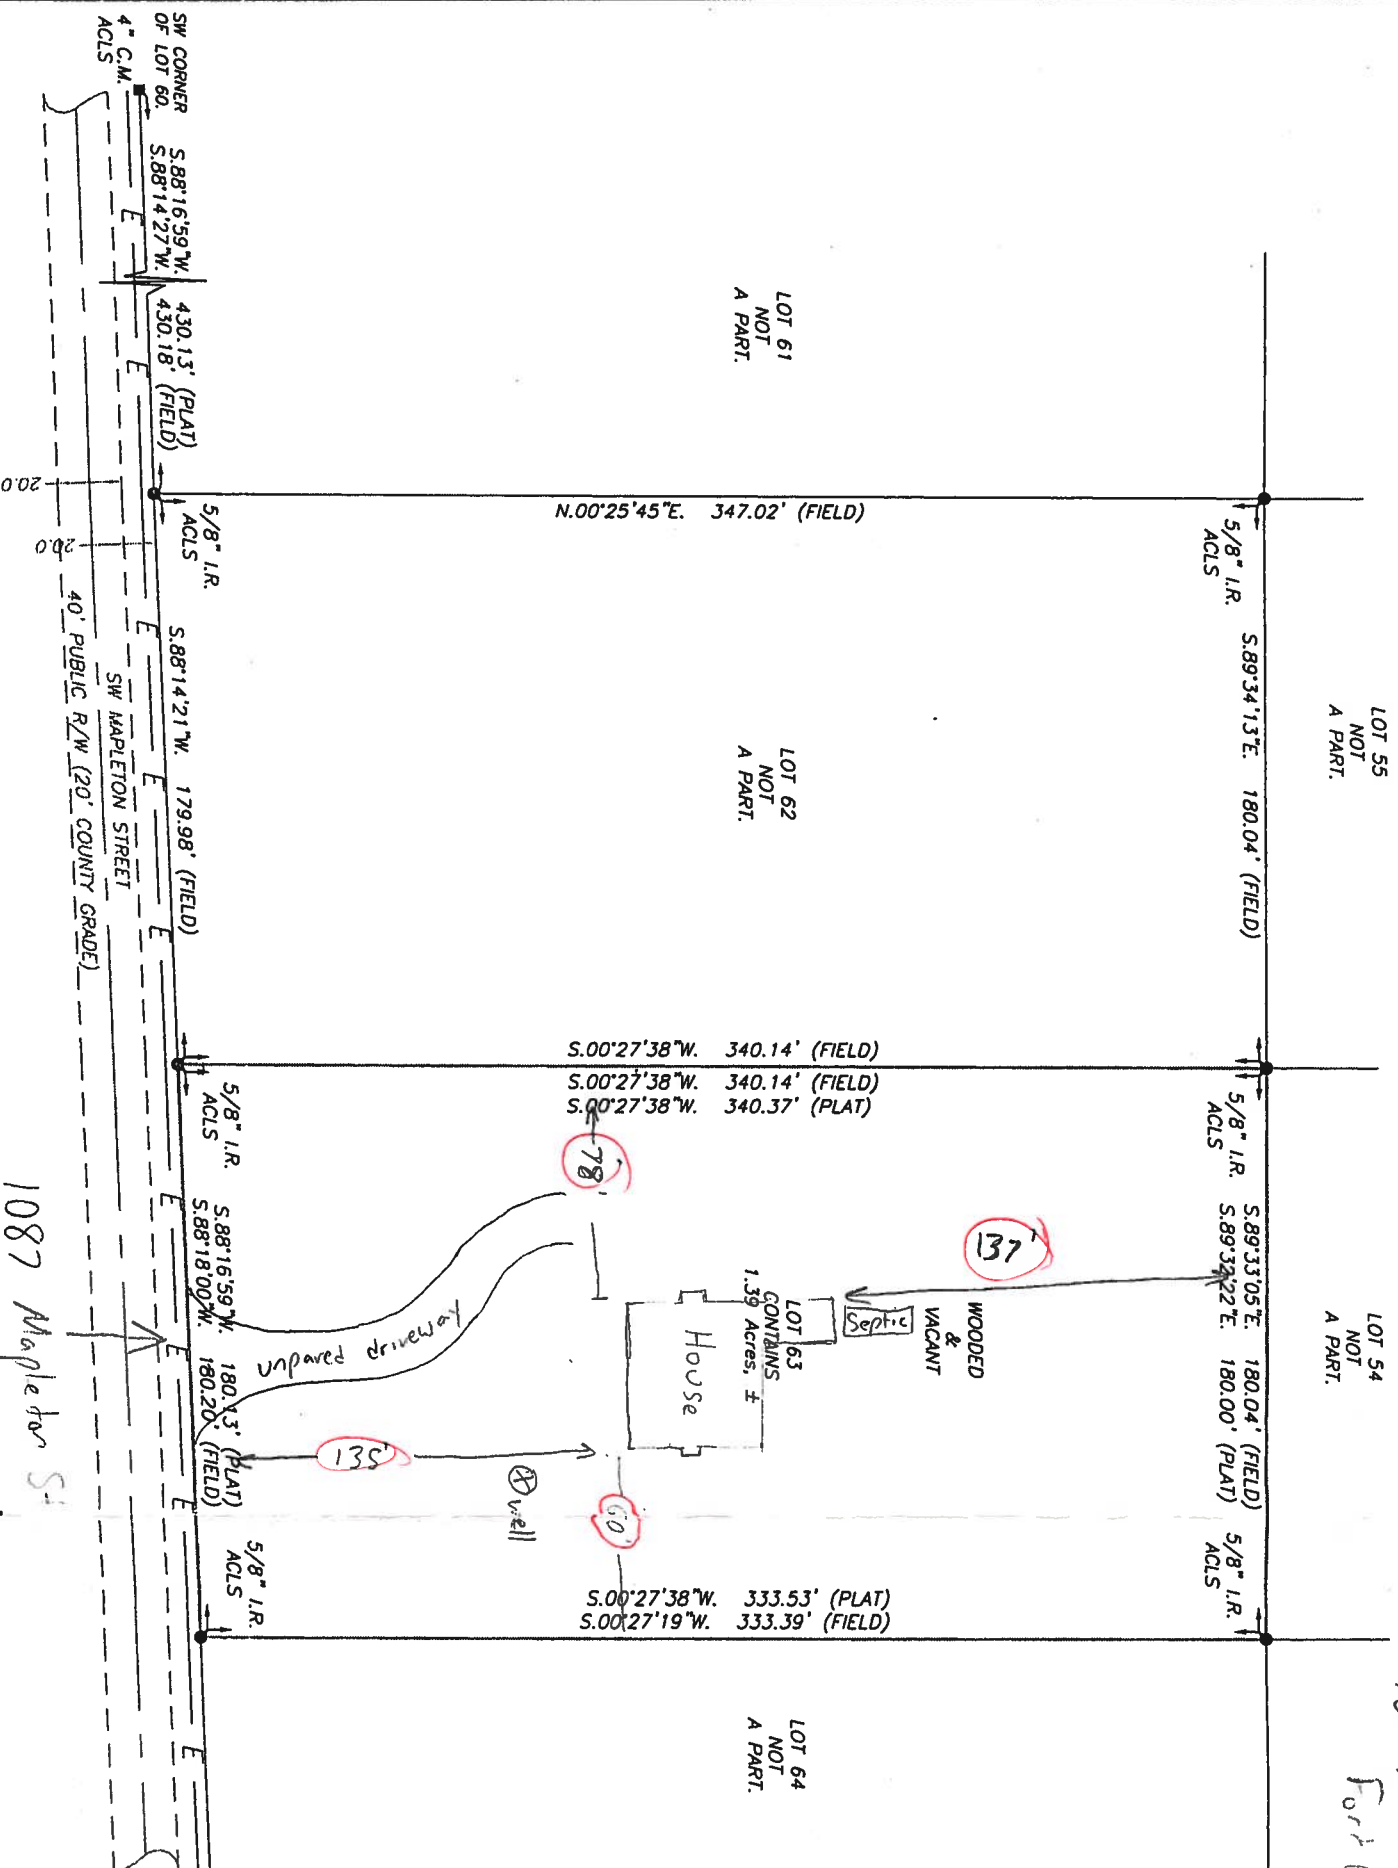 LOT 55
NOT
A PART.
LOT 54
NOT
A PART.
S.89°34'13"E. 180.04' (FIELD)
S.89°33'05"E. 180.04' (FIELD)
S.89°32'22"E. 180.00' (PLAT)
5/8" I.R.
ACLS
5/8" I.R.
ACLS
5/8" I.R.
ACLS
LOT 61
NOT
A PART.
N.00°25'45"E. 347.02' (FIELD)
LOT 62
NOT
A PART.
S.00°27'38"W. 340.14' (FIELD)
S.00°27'38"W. 340.14' (FIELD)
S.00°27'38"W. 340.37' (PLAT)
137'
WOODED
&
VACANT
Septic
LOT 63
CONTAINS
1.39 Acres, ±
House
78'
60'
S.00°27'38"W. 333.53' (PLAT)
S.00°27'19"W. 333.39' (FIELD)
LOT 64
NOT
A PART.
well
135'
unpaved driveway
SW CORNER
OF LOT 60.
4" C.M.
ACLS
S.88°16'59"W. 430.13' (PLAT)
S.88°14'27"W. 430.18' (FIELD)
5/8" I.R.
ACLS
S.88°14'21"W. 179.98' (FIELD)
5/8" I.R.
ACLS
S.88°16'59"W. 180.13' (PLAT)
S.88°18'00"W. 180.20' (FIELD)
5/8" I.R.
ACLS
E E E E E E E E E
20.0
20.0
SW MAPLETON STREET
40' PUBLIC R/W (20' COUNTY GRADE)
1087 Mapleton St